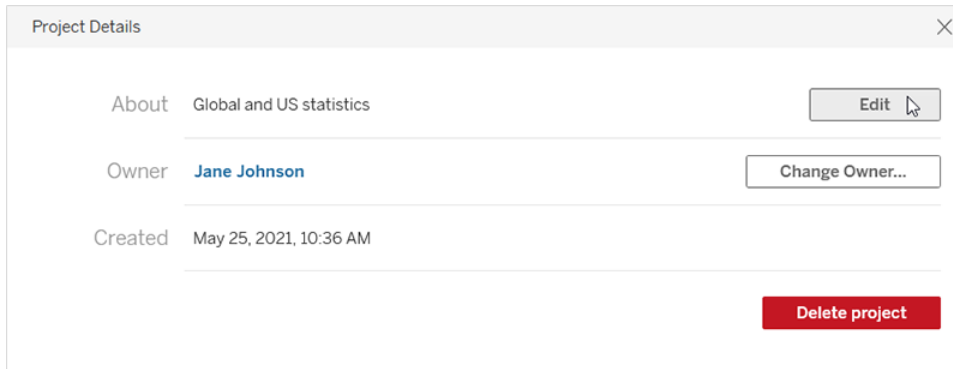 Project Details
About Global and US statistics Edit
Owner Jane Johnson Change Owner...
Created May 25, 2021, 10:36 AM
Delete project